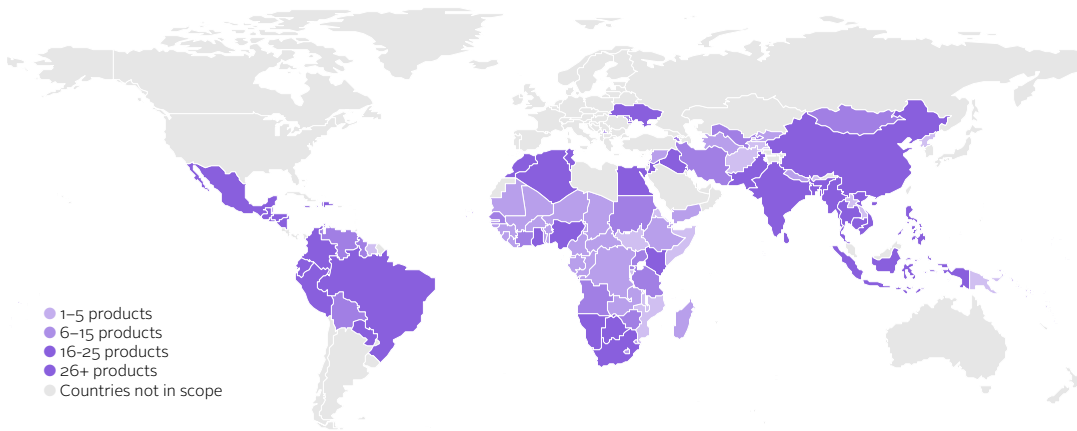 1–5 products
6–15 products
16-25 products
26+ products
Countries not in scope